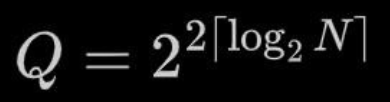 Q = 2^{2⌈log₂ N⌉}